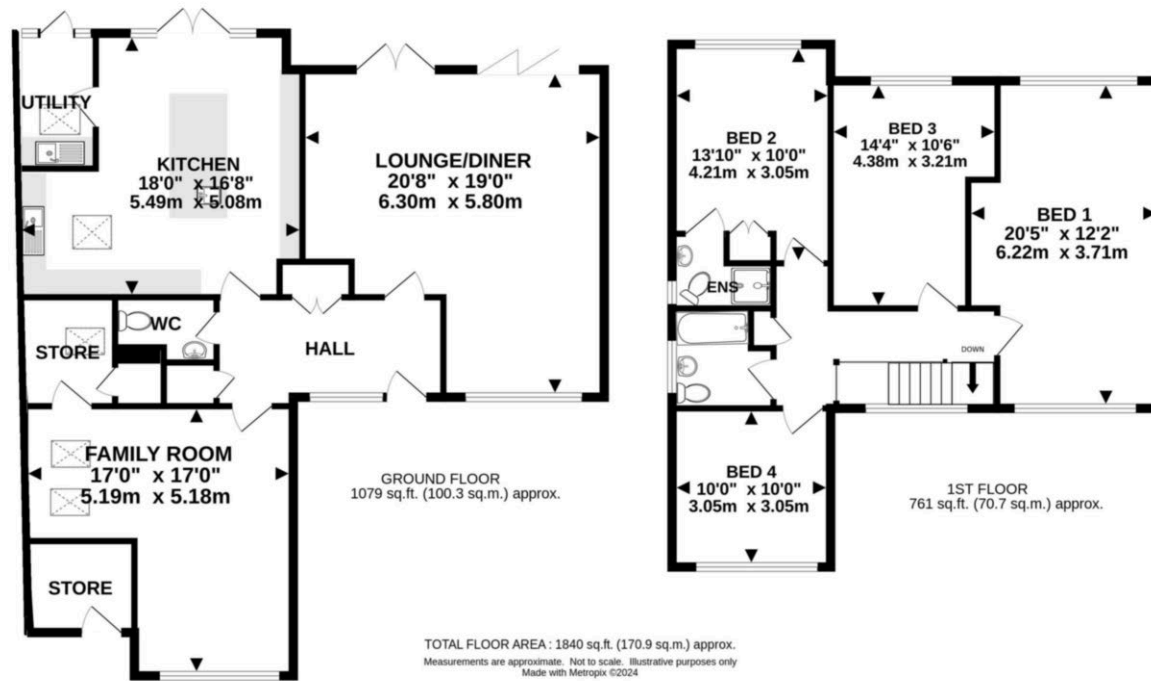 UTILITY
KITCHEN
18'0" x 16'8"
5.49m x 5.08m
LOUNGE/DINER
20'8" x 19'0"
6.30m x 5.80m
STORE
WC
HALL
FAMILY ROOM
17'0" x 17'0"
5.19m x 5.18m
STORE
GROUND FLOOR
1079 sq.ft. (100.3 sq.m.) approx.
BED 2
13'10" x 10'0"
4.21m x 3.05m
BED 3
14'4" x 10'6"
4.38m x 3.21m
BED 1
20'5" x 12'2"
6.22m x 3.71m
ENS
DOWN
BED 4
10'0" x 10'0"
3.05m x 3.05m
1ST FLOOR
761 sq.ft. (70.7 sq.m.) approx.
TOTAL FLOOR AREA : 1840 sq.ft. (170.9 sq.m.) approx.
Measurements are approximate. Not to scale. Illustrative purposes only
Made with Metropix ©2024